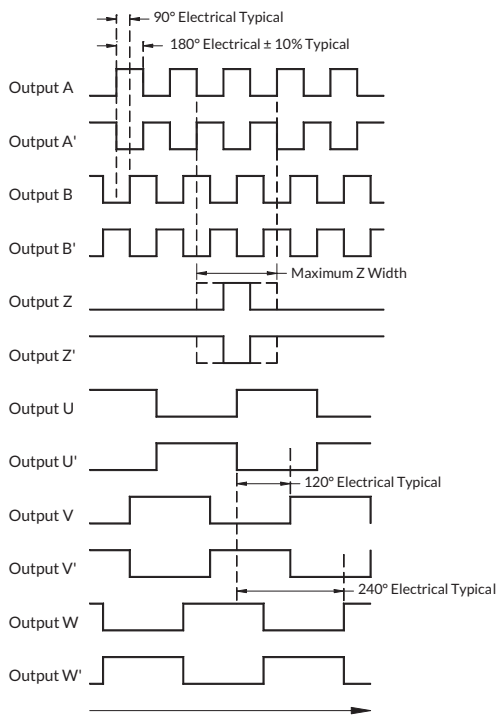 90° Electrical Typical
180° Electrical ± 10% Typical
Output A
Output A'
Output B
Output B'
Maximum Z Width
Output Z
Output Z'
Output U
Output U'
120° Electrical Typical
Output V
Output V'
240° Electrical Typical
Output W
Output W'